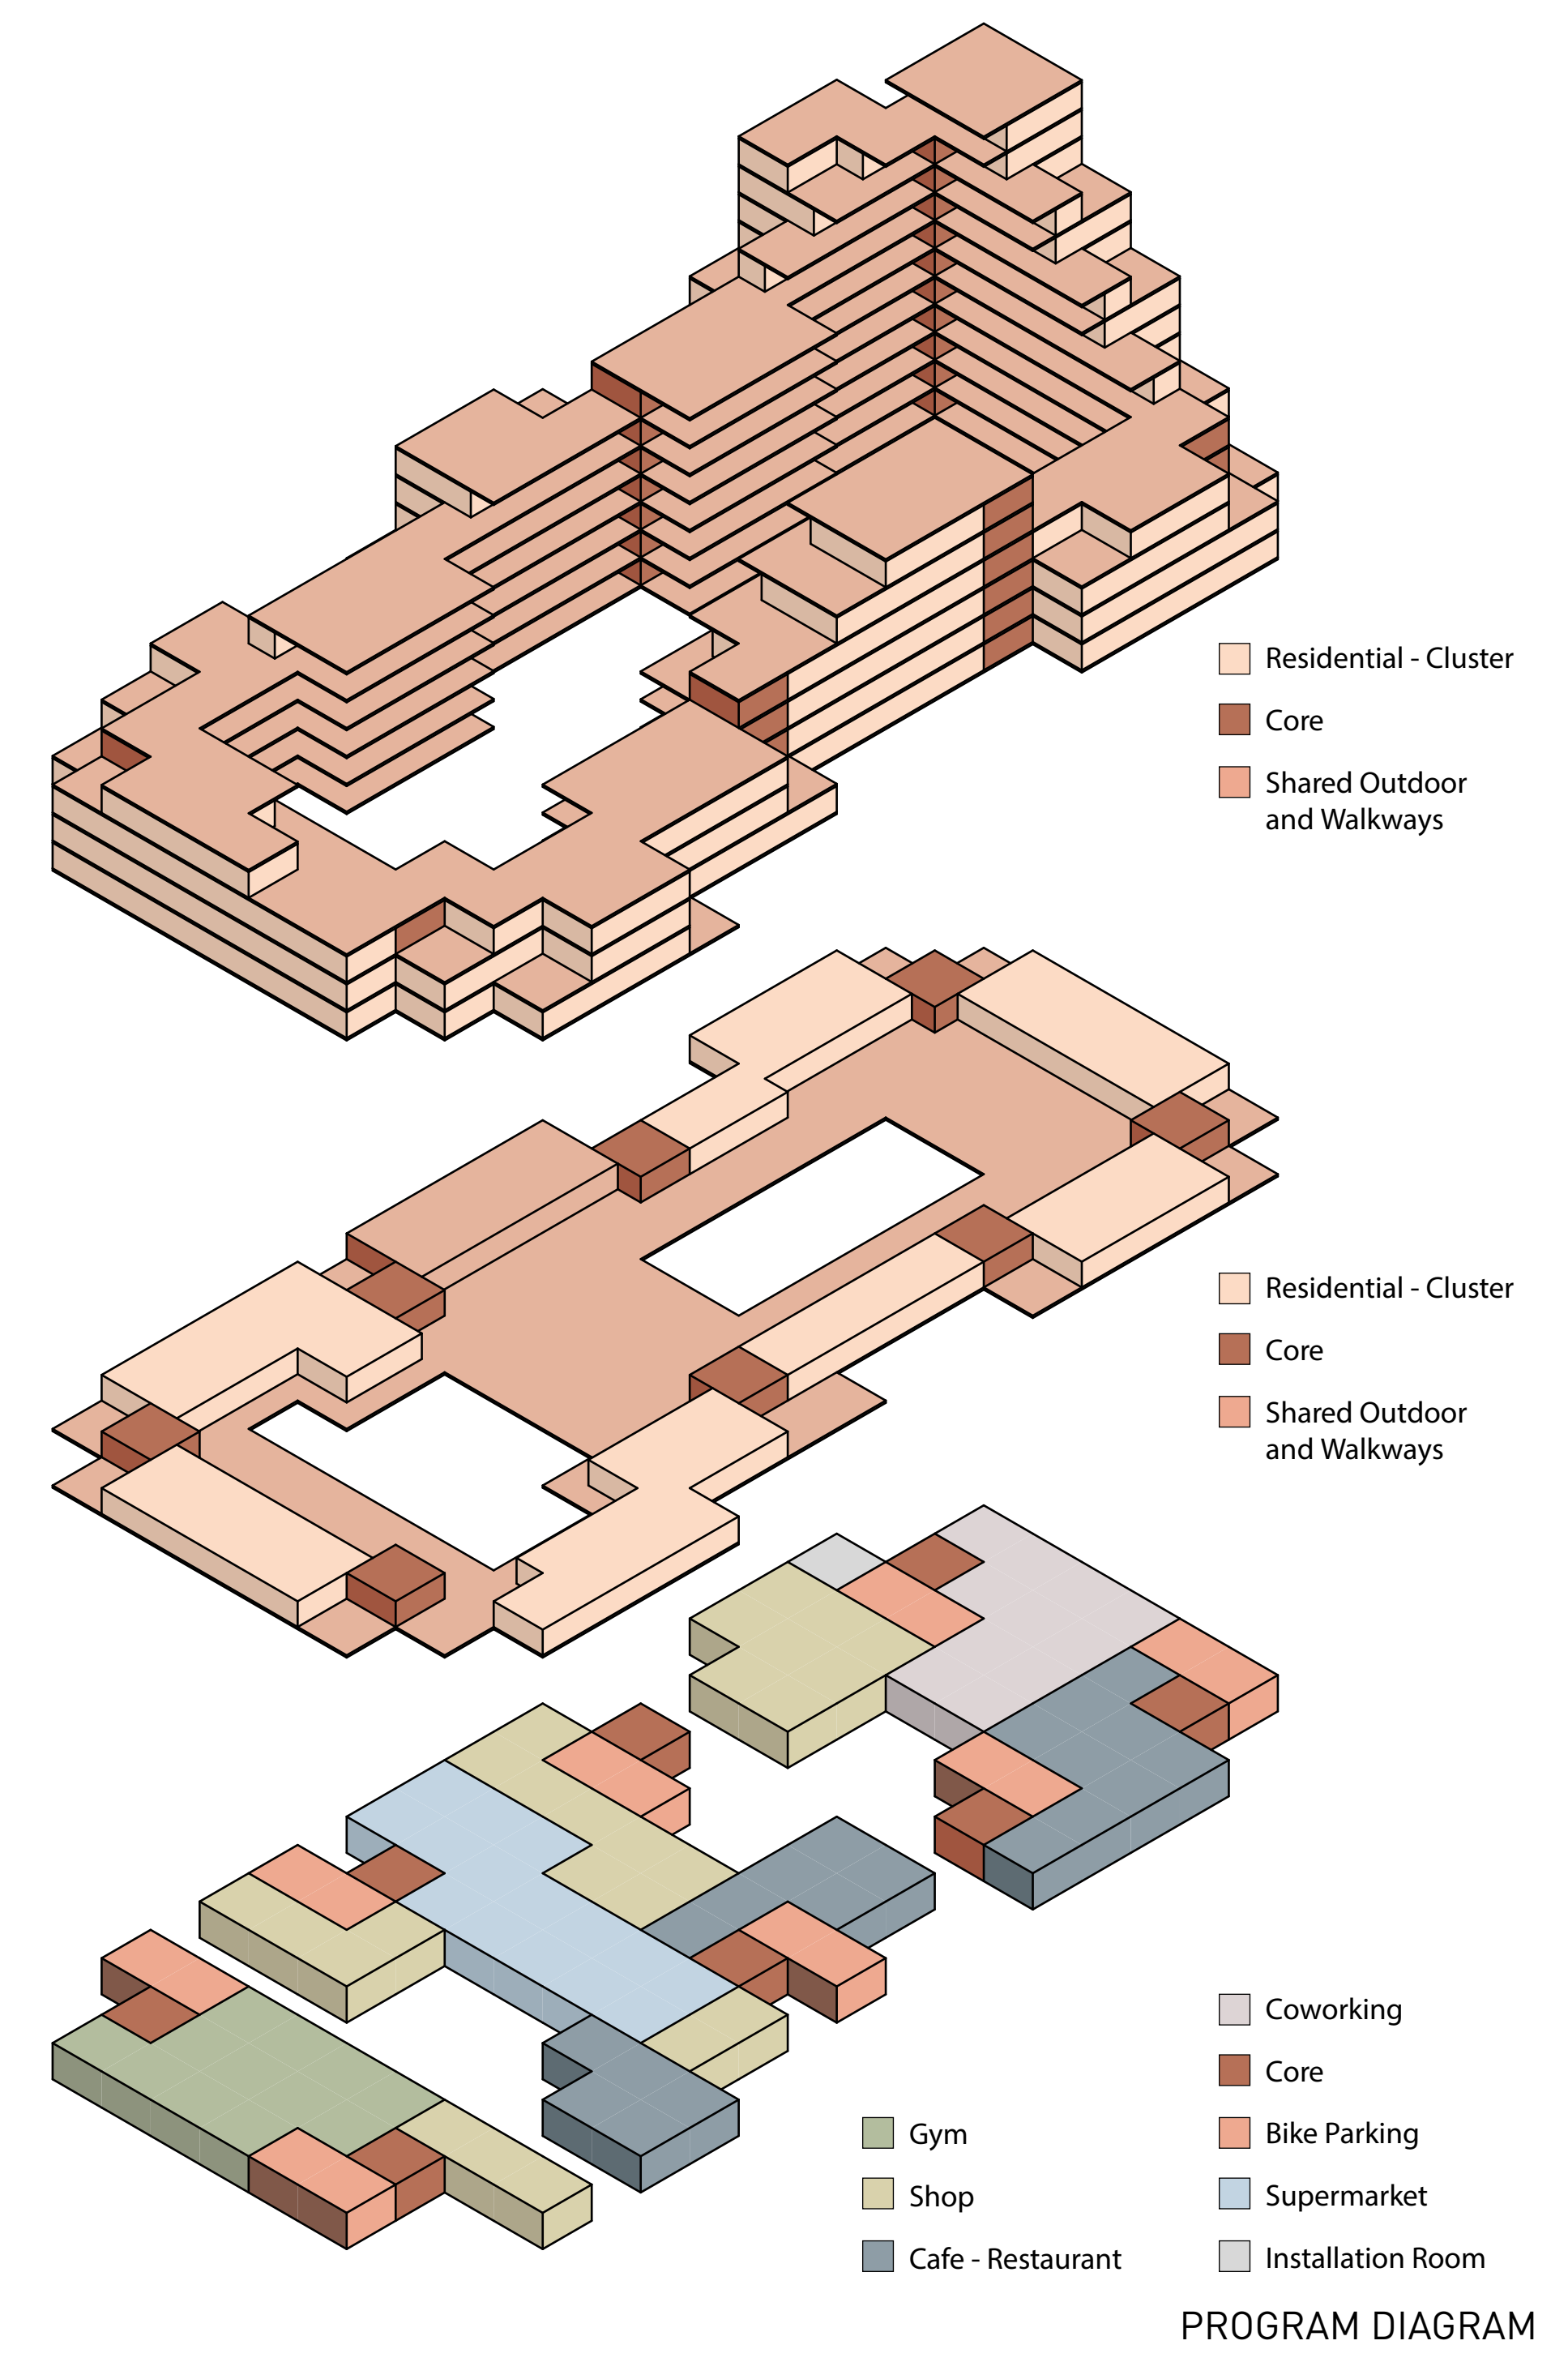 Residential - Cluster
Core
Shared Outdoor
and Walkways
Residential - Cluster
Core
Shared Outdoor
and Walkways
Gym
Shop
Cafe - Restaurant
Coworking
Core
Bike Parking
Supermarket
Installation Room
PROGRAM DIAGRAM